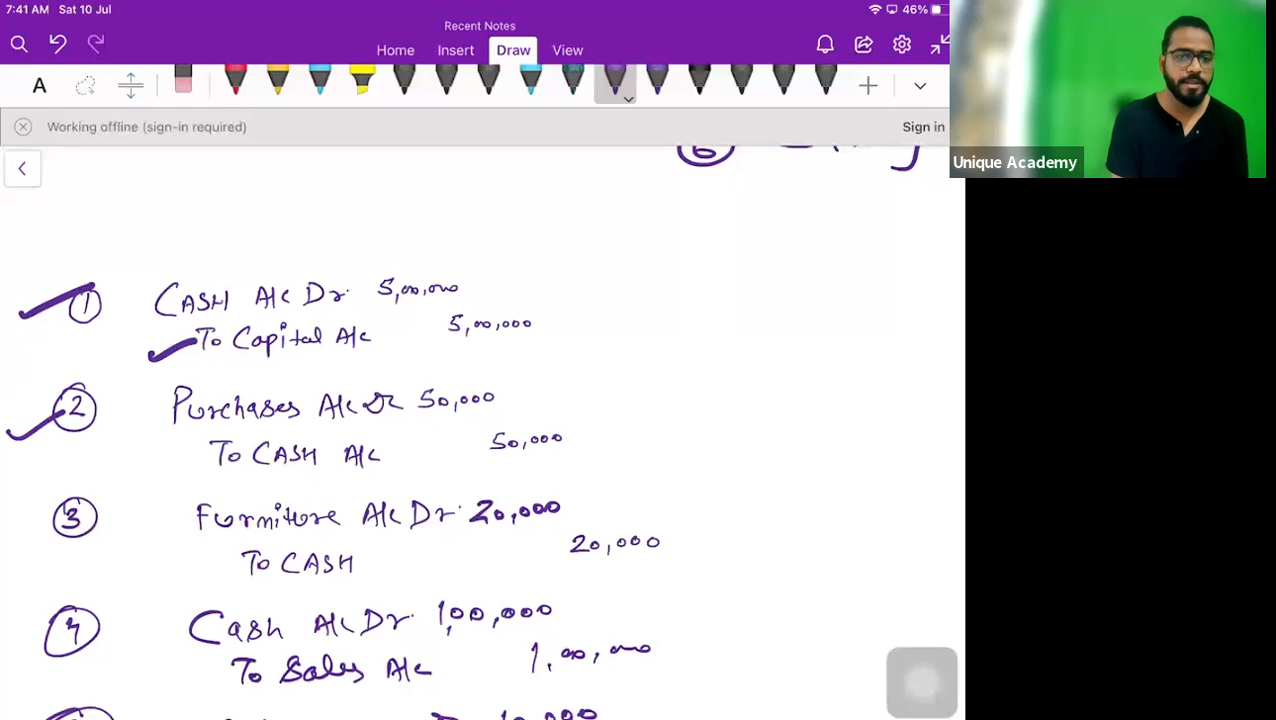 7:41 AM Sat 10 Jul
46%
Recent Notes
Home Insert Draw View
A
Working offline (sign-in required)
Sign in
Unique Academy
6
1 CASH A/c Dr. 5,00,000
To Capital A/c 5,00,000
2 Purchases A/c Dr 50,000
To CASH A/c 50,000
3 Furniture A/c Dr. 20,000
To CASH 20,000
4 Cash A/c Dr. 1,00,000
To Sales A/c 1,00,000
10,000